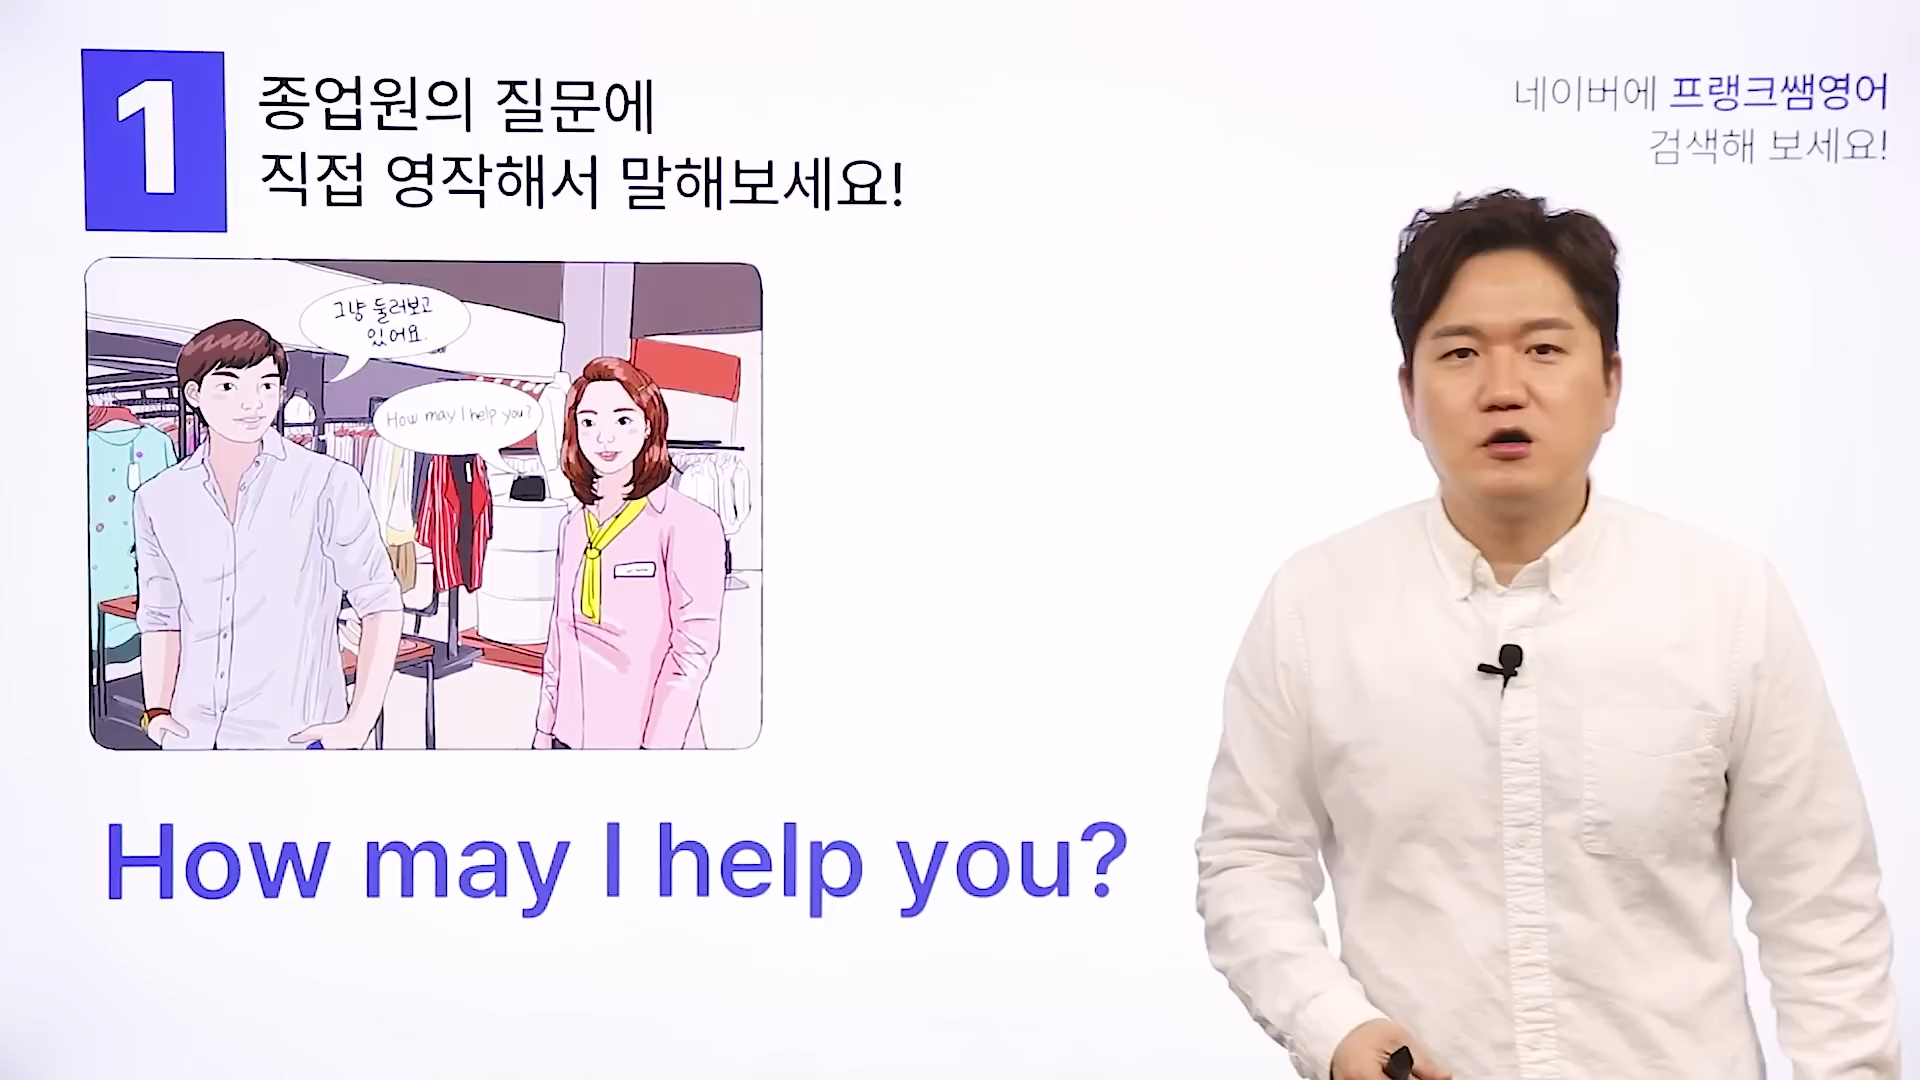 1
종업원의 질문에
직접 영작해서 말해보세요!
네이버에 프랭크쌤영어
검색해 보세요!
그냥 둘러보고
있어요.
How may I help you?
How may I help you?